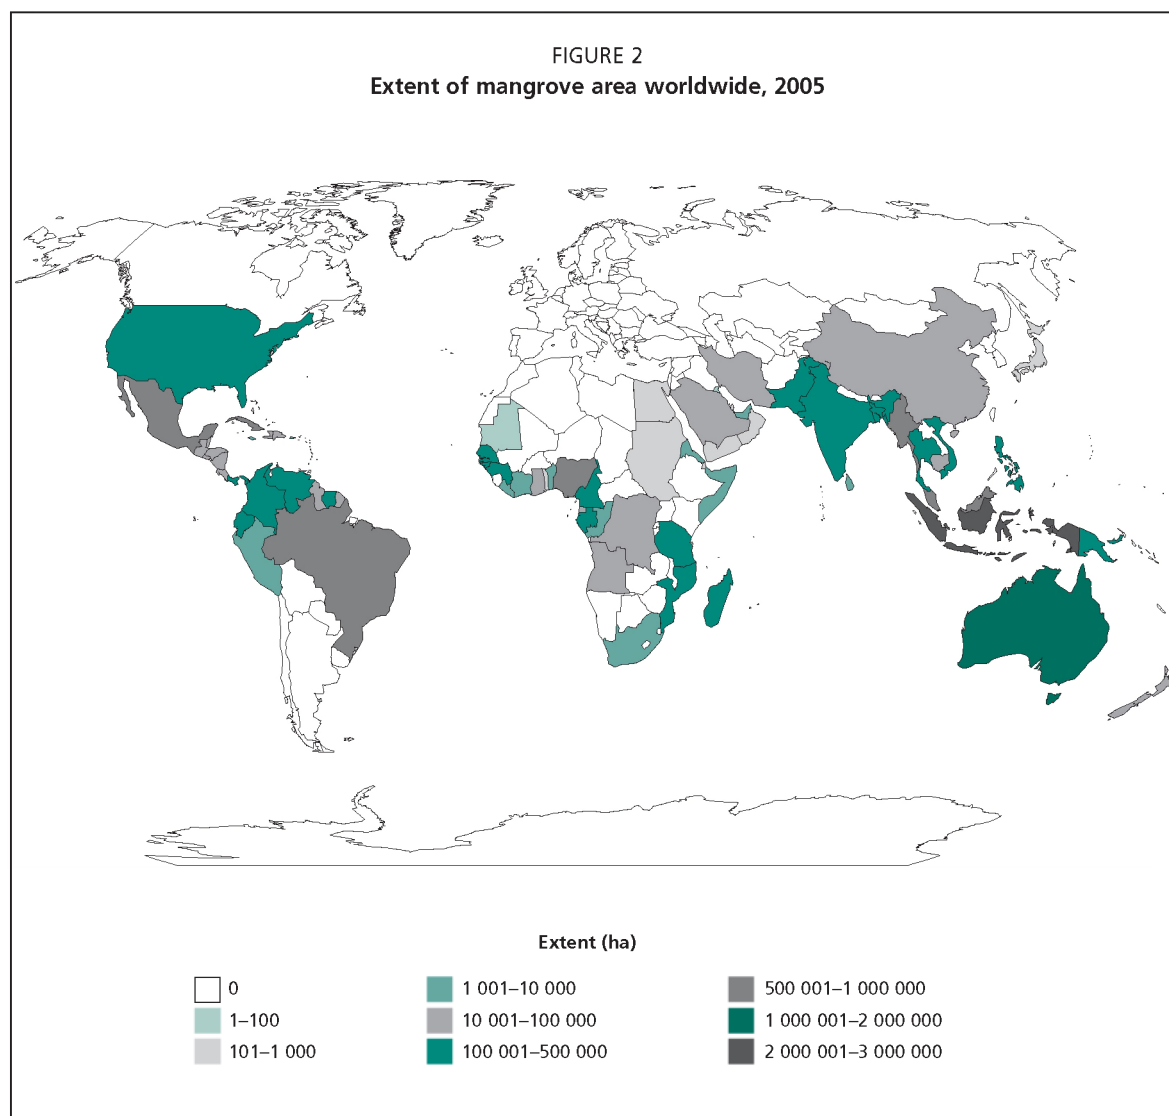 FIGURE 2
Extent of mangrove area worldwide, 2005
Extent (ha)
0
1–100
101–1 000
1 001–10 000
10 001–100 000
100 001–500 000
500 001–1 000 000
1 000 001–2 000 000
2 000 001–3 000 000